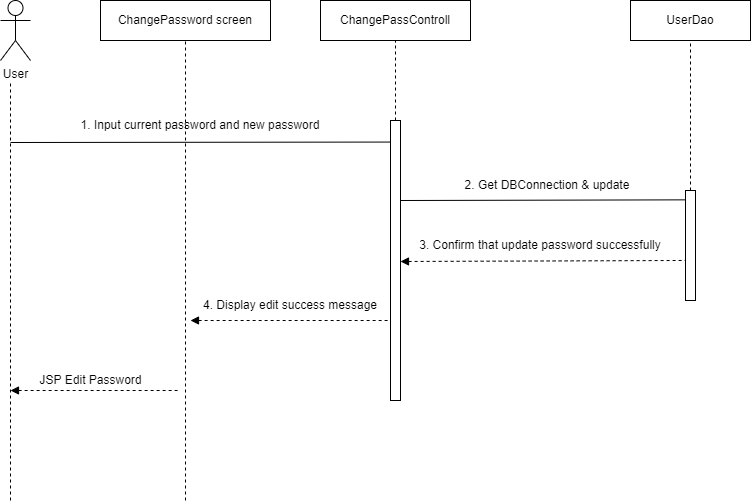 ChangePassword screen
ChangePassControll
UserDao
User
1. Input current password and new password
2. Get DBConnection & update
3. Confirm that update password successfully
4. Display edit success message
JSP Edit Password